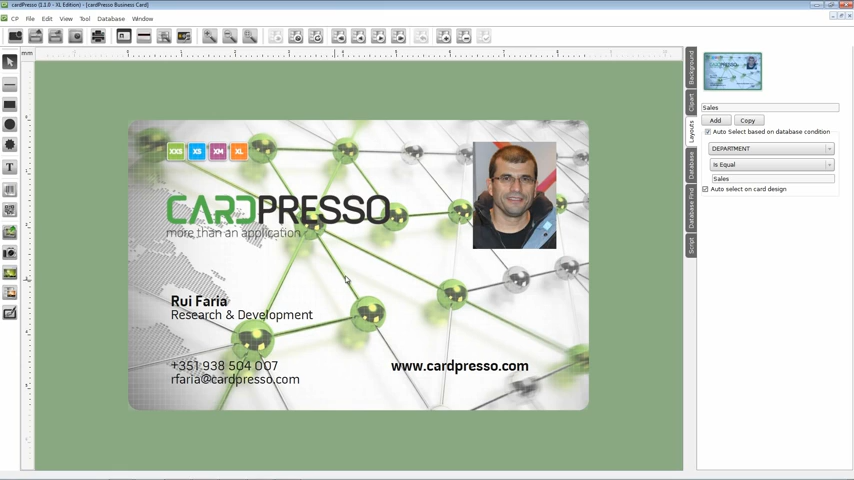 cardPresso (1.1.0 - XL Edition) - [cardPresso Business Card]
CP File Edit View Tool Database Window
mm
Background
Clipart
Layouts
Database
Database Find
Script
Sales
Add Copy
Auto Select based on database condition
DEPARTMENT
Is Equal
Sales
Auto select on card design
XXS XS XM XL
CARDPRESSO
more than an application
Rui Faria
Research & Development
+351 938 504 007
rfaria@cardpresso.com
www.cardpresso.com